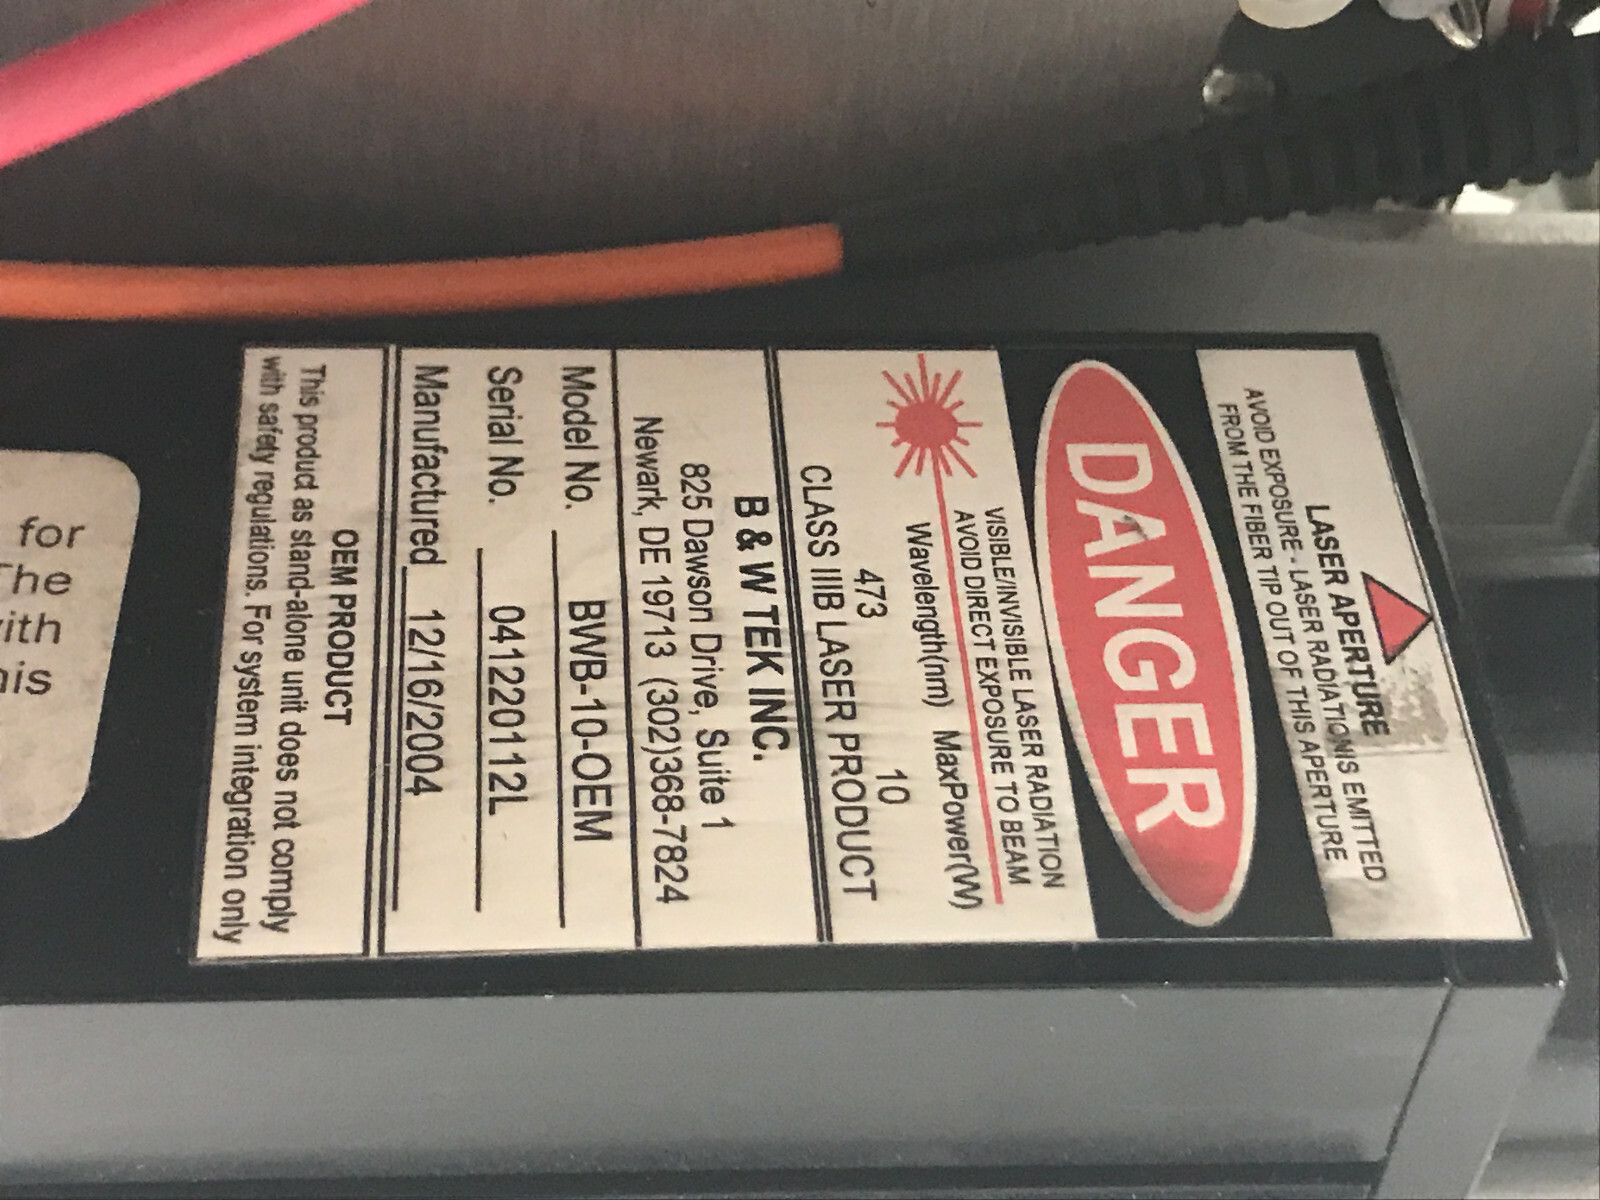 LASER APERTURE
AVOID EXPOSURE - LASER RADIATION IS EMITTED
FROM THE FIBER TIP OUT OF THIS APERTURE
DANGER
VISIBLE/INVISIBLE LASER RADIATION
AVOID DIRECT EXPOSURE TO BEAM
Wavelength(nm) MaxPower(W)
473 10
CLASS IIIB LASER PRODUCT
B & W TEK INC.
825 Dawson Drive, Suite 1
Newark, DE 19713 (302)368-7824
Model No. BWB-10-OEM
Serial No. 041220112L
Manufactured 12/16/2004
OEM PRODUCT
This product as stand-alone unit does not comply
with safety regulations. For system integration only
for
The